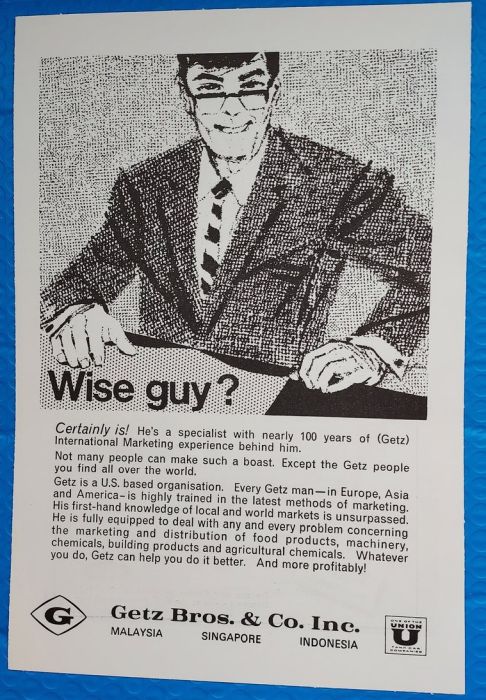 Wise guy?
Certainly is! He's a specialist with nearly 100 years of (Getz)
International Marketing experience behind him.
Not many people can make such a boast. Except the Getz people
you find all over the world.
Getz is a U.S. based organisation. Every Getz man—in Europe, Asia
and America—is highly trained in the latest methods of marketing.
His first-hand knowledge of local and world markets is unsurpassed.
He is fully equipped to deal with any and every problem concerning
the marketing and distribution of food products, machinery,
chemicals, building products and agricultural chemicals. Whatever
you do, Getz can help you do it better. And more profitably!
G
Getz Bros. & Co. Inc.
MALAYSIA SINGAPORE INDONESIA
ONE OF THE
UNION
U
TANK CAR
COMPANIES